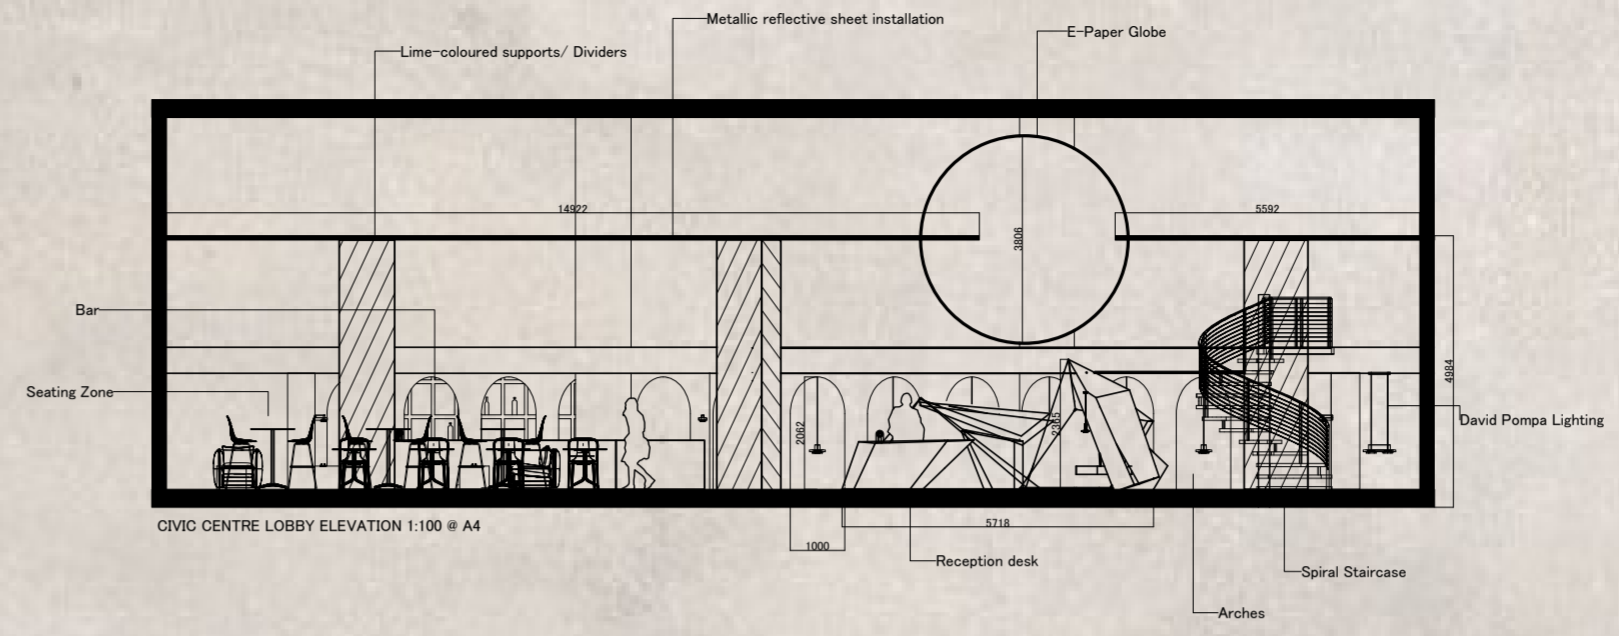 Metallic reflective sheet installation
E-Paper Globe
Lime-coloured supports/ Dividers
14922
5592
3806
Bar
4984
Seating Zone
David Pompa Lighting
2062
2365
CIVIC CENTRE LOBBY ELEVATION 1:100 @ A4
5718
1000
Reception desk
Spiral Staircase
Arches